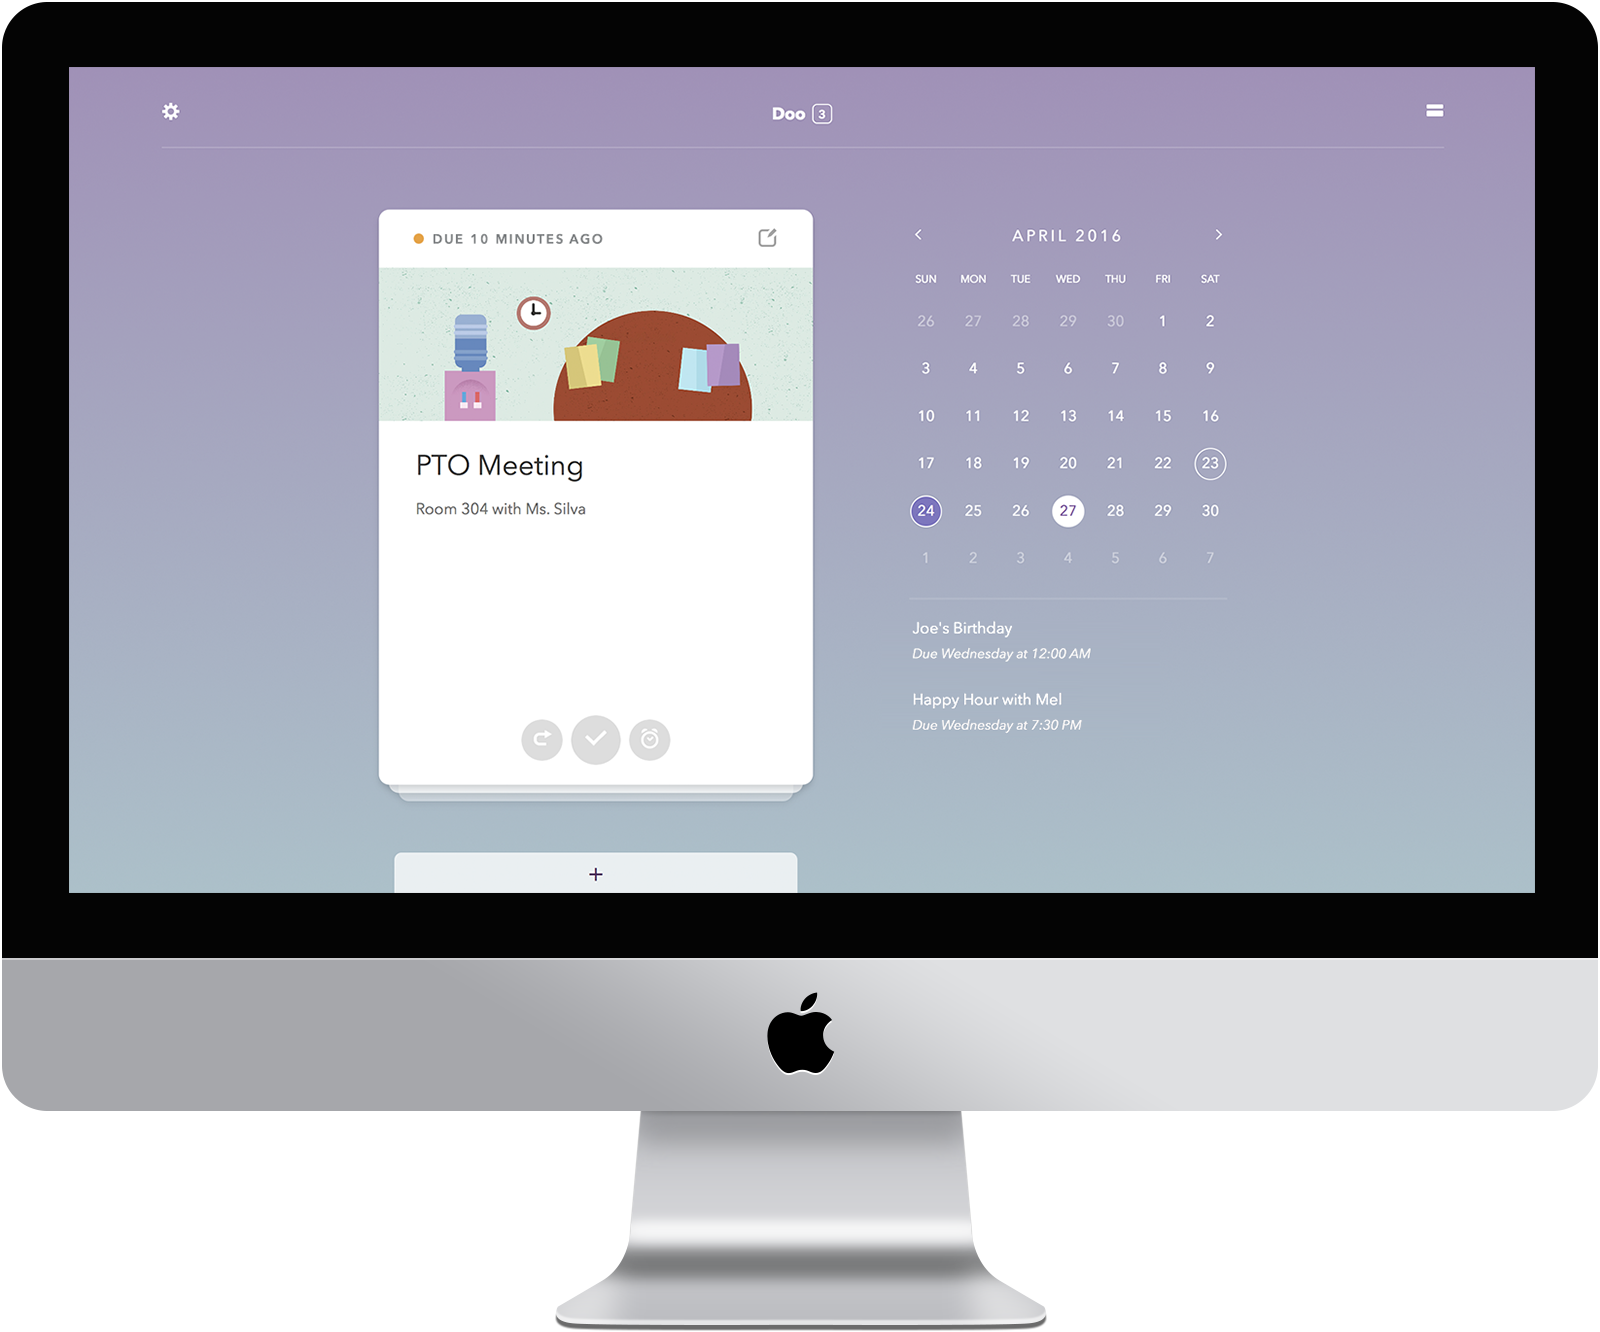 Doo 3
DUE 10 MINUTES AGO
PTO Meeting
Room 304 with Ms. Silva
+
APRIL 2016
SUN MON TUE WED THU FRI SAT
26 27 28 29 30 1 2
3 4 5 6 7 8 9
10 11 12 13 14 15 16
17 18 19 20 21 22 23
24 25 26 27 28 29 30
1 2 3 4 5 6 7
Joe's Birthday
Due Wednesday at 12:00 AM
Happy Hour with Mel
Due Wednesday at 7:30 PM